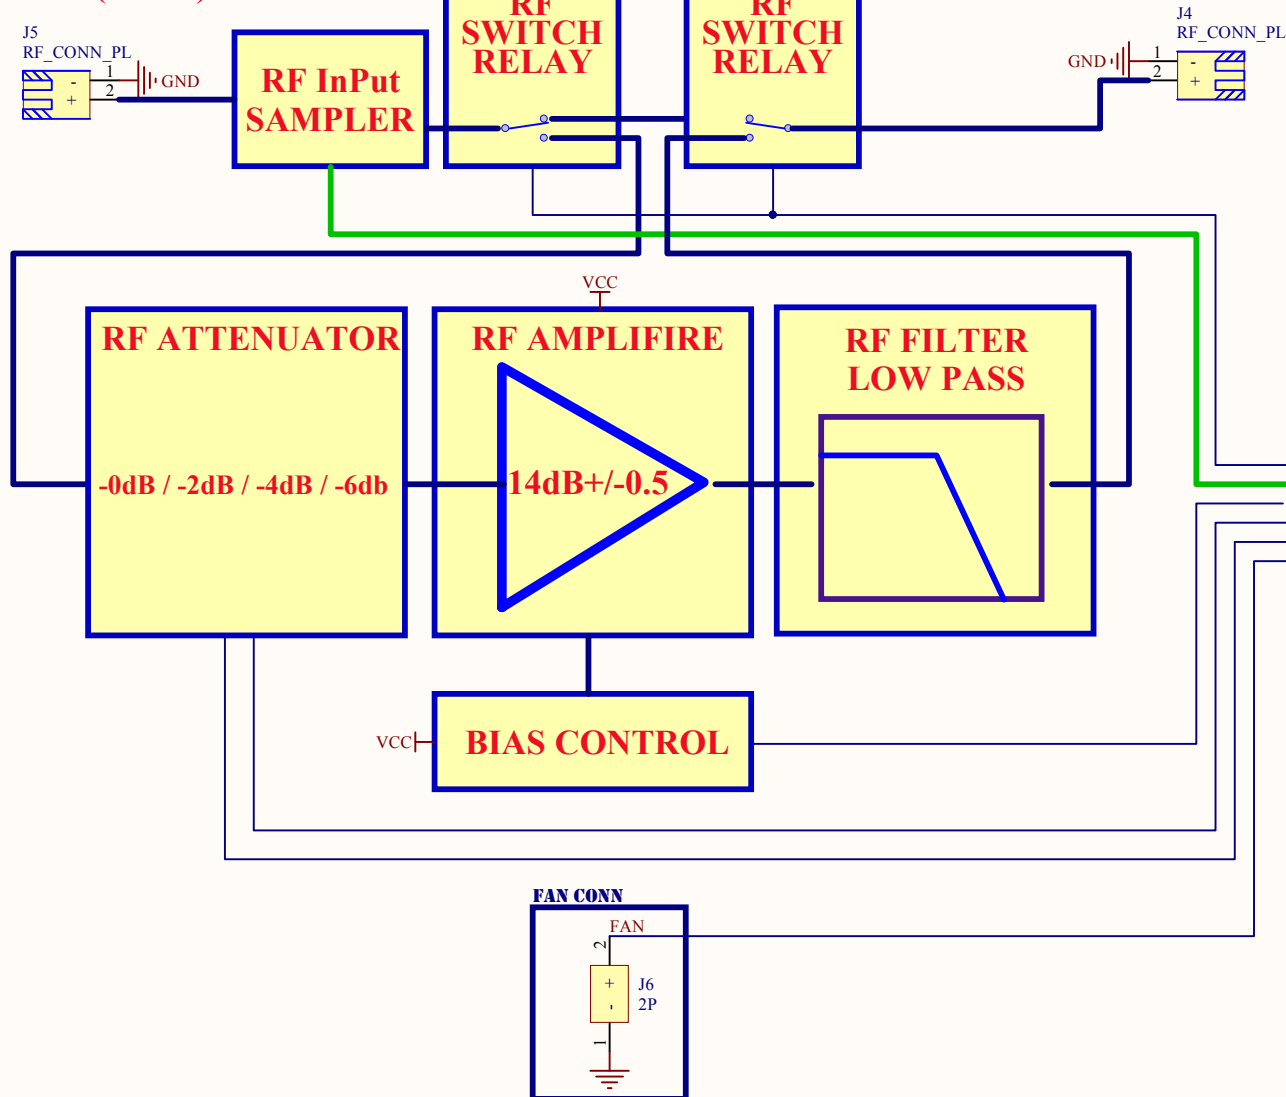 J5
RF_CONN_PL
1
2
-
+
GND
RF InPut
SAMPLER
RF
SWITCH
RELAY
RF
SWITCH
RELAY
J4
RF_CONN_PL
GND
1
2
-
+
VCC
RF ATTENUATOR
-0dB / -2dB / -4dB / -6db
RF AMPLIFIRE
14dB+/-0.5
RF FILTER
LOW PASS
VCC
BIAS CONTROL
FAN CONN
FAN
2
+
-
J6
2P
1